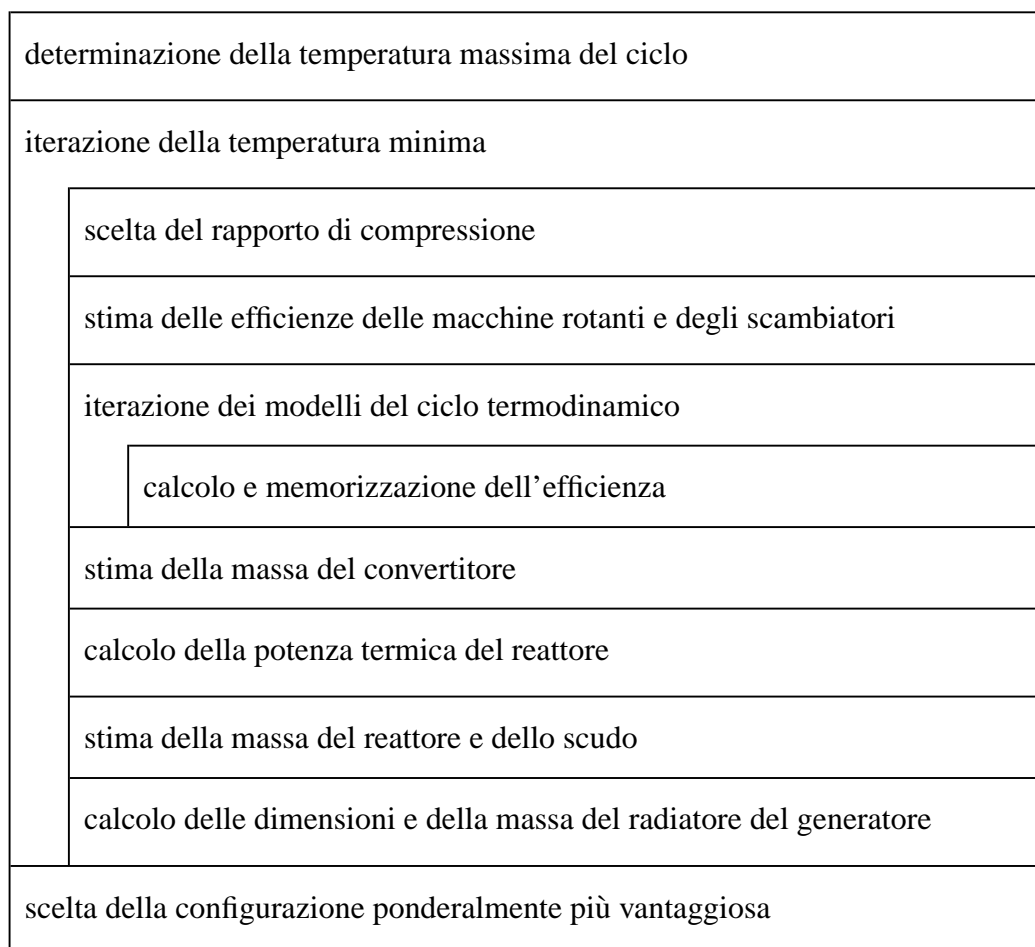 determinazione della temperatura massima del ciclo
iterazione della temperatura minima
scelta del rapporto di compressione
stima delle efficienze delle macchine rotanti e degli scambiatori
iterazione dei modelli del ciclo termodinamico
calcolo e memorizzazione dell’efficienza
stima della massa del convertitore
calcolo della potenza termica del reattore
stima della massa del reattore e dello scudo
calcolo delle dimensioni e della massa del radiatore del generatore
scelta della configurazione ponderalmente più vantaggiosa